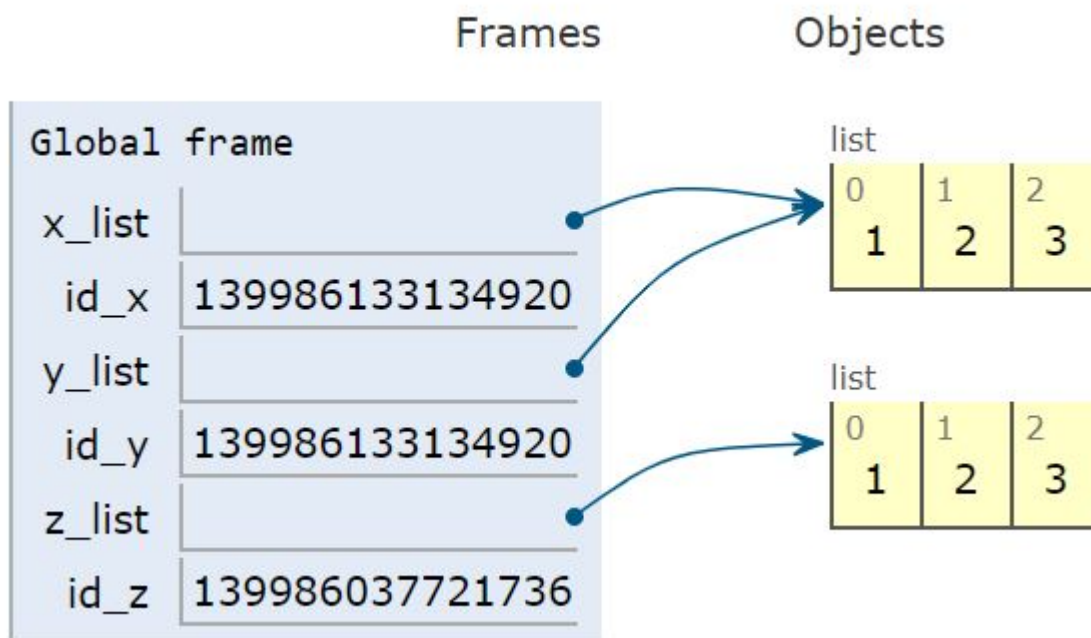 Frames Objects
Global frame
x_list
id_x 139986133134920
y_list
id_y 139986133134920
z_list
id_z 139986037721736
list
0 1 2
1 2 3
list
0 1 2
1 2 3